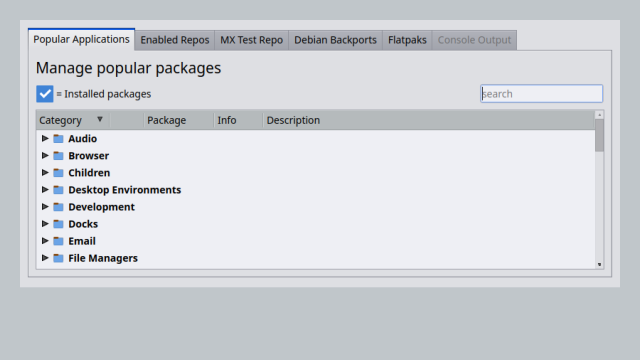 Popular Applications Enabled Repos MX Test Repo Debian Backports Flatpaks Console Output
Manage popular packages
= Installed packages search
Category Package Info Description
Audio
Browser
Children
Desktop Environments
Development
Docks
Email
File Managers